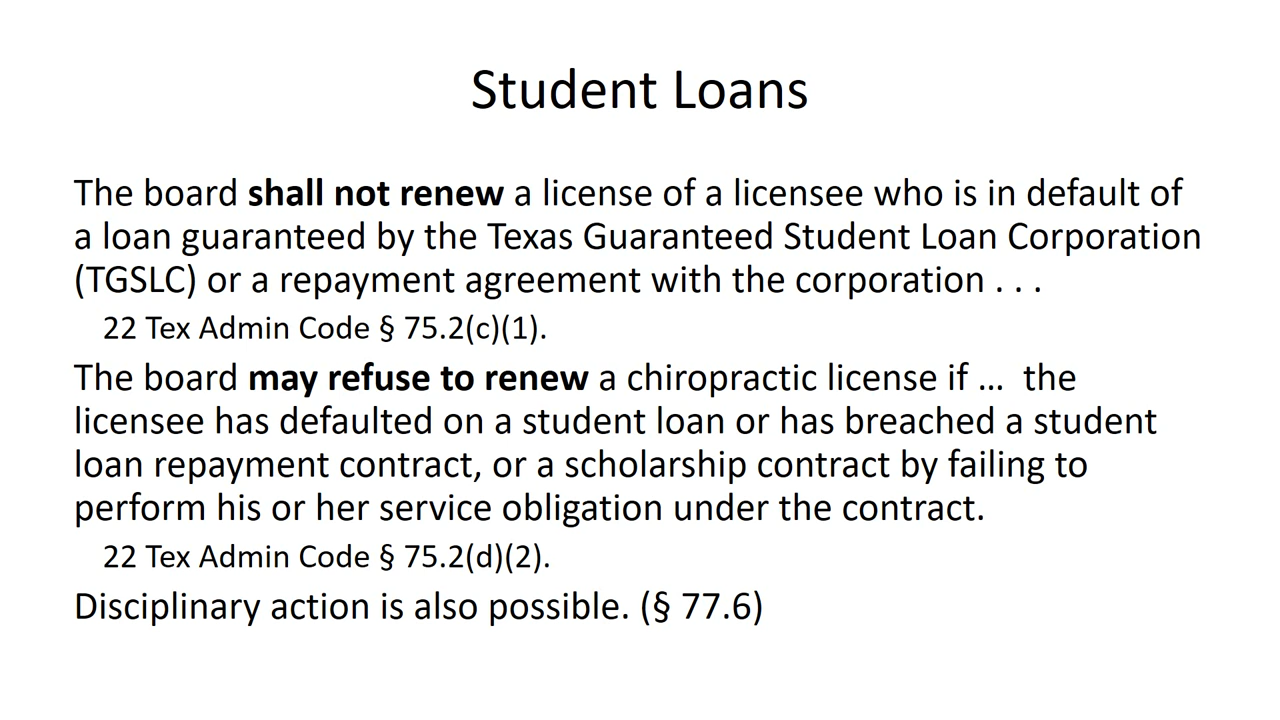 Student Loans
The board shall not renew a license of a licensee who is in default of
a loan guaranteed by the Texas Guaranteed Student Loan Corporation
(TGSLC) or a repayment agreement with the corporation . . .
22 Tex Admin Code § 75.2(c)(1).
The board may refuse to renew a chiropractic license if …  the
licensee has defaulted on a student loan or has breached a student
loan repayment contract, or a scholarship contract by failing to
perform his or her service obligation under the contract.
22 Tex Admin Code § 75.2(d)(2).
Disciplinary action is also possible. (§ 77.6)